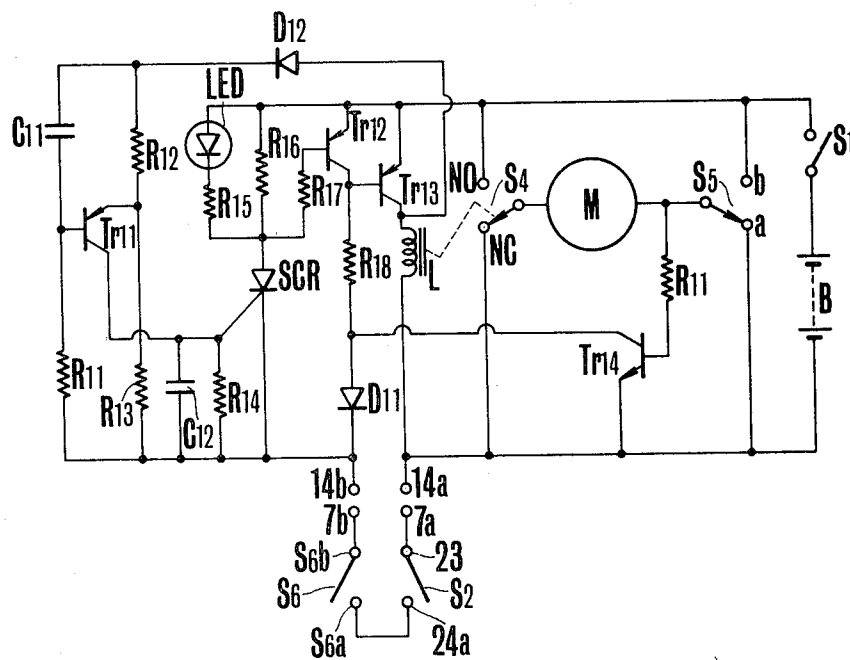 D12
LED
C11
R12
R16
Tr12
S1
NO
S4
S5
b
R15
R17
Tr13
M
Tr11
a
NC
SCR
R18
L
R11
B
Tr14
R11
R13
C12
R14
D11
14b
14a
7b
7a
S6b
23
S6
S2
S6a
24a